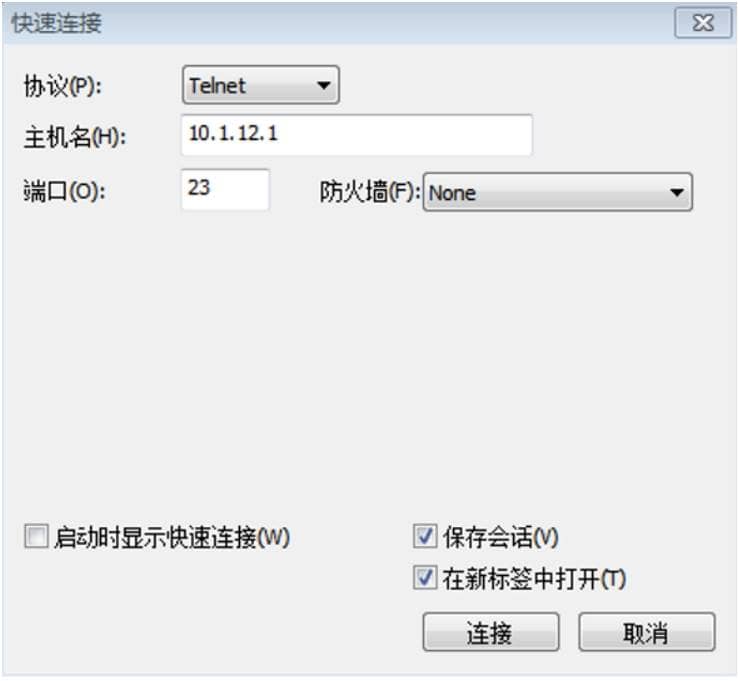 快速连接
协议(P): Telnet
主机名(H): 10.1.12.1
端口(O): 23 防火墙(F): None
启动时显示快速连接(W) 保存会话(V)
在新标签中打开(T)
连接 取消